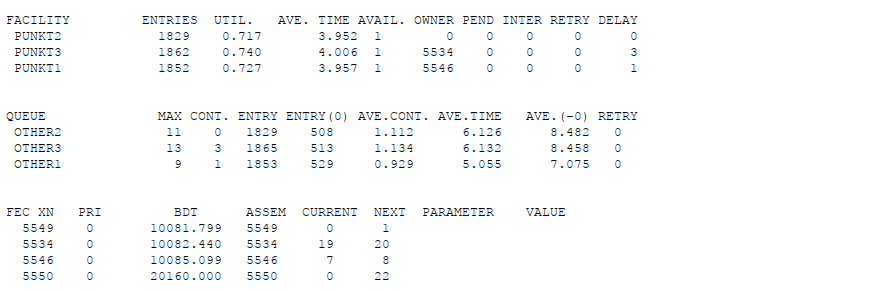 FACILITY ENTRIES UTIL. AVE. TIME AVAIL. OWNER PEND INTER RETRY DELAY
PUNKT2 1829 0.717 3.952 1 0 0 0 0 0
PUNKT3 1862 0.740 4.006 1 5534 0 0 0 3
PUNKT1 1852 0.727 3.957 1 5546 0 0 0 1
QUEUE MAX CONT. ENTRY ENTRY(0) AVE.CONT. AVE.TIME AVE.(-0) RETRY
OTHER2 11 0 1829 508 1.112 6.126 8.482 0
OTHER3 13 3 1865 513 1.134 6.132 8.458 0
OTHER1 9 1 1853 529 0.929 5.055 7.075 0
FEC XN PRI BDT ASSEM CURRENT NEXT PARAMETER VALUE
5549 0 10081.799 5549 0 1
5534 0 10082.440 5534 19 20
5546 0 10085.099 5546 7 8
5550 0 20160.000 5550 0 22